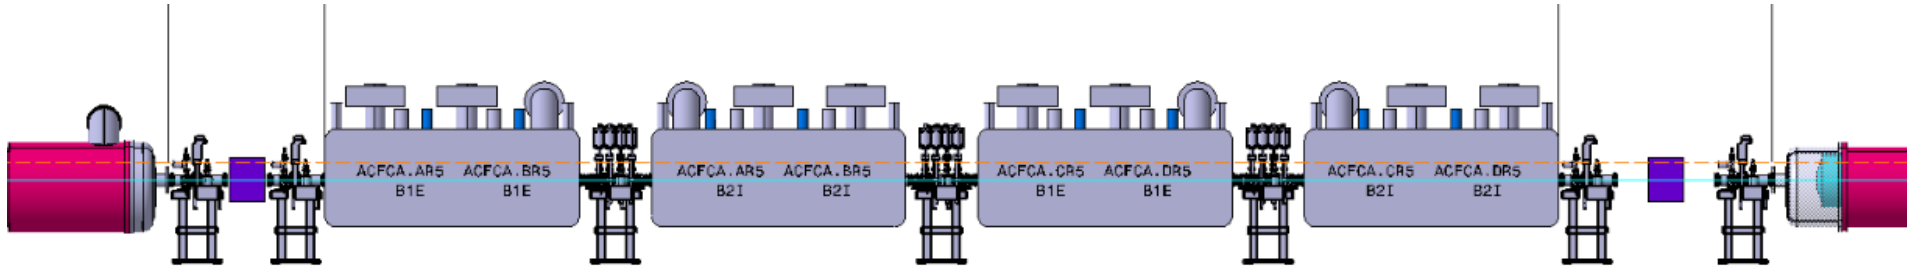 ACFCA.AR5 ACFCA.BR5
B1E B1E
ACFCA.AR5 ACFCA.BR5
B2I B2I
ACFCA.CR5 ACFCA.DR5
B1E B1E
ACFCA.CR5 ACFCA.DR5
B2I B2I